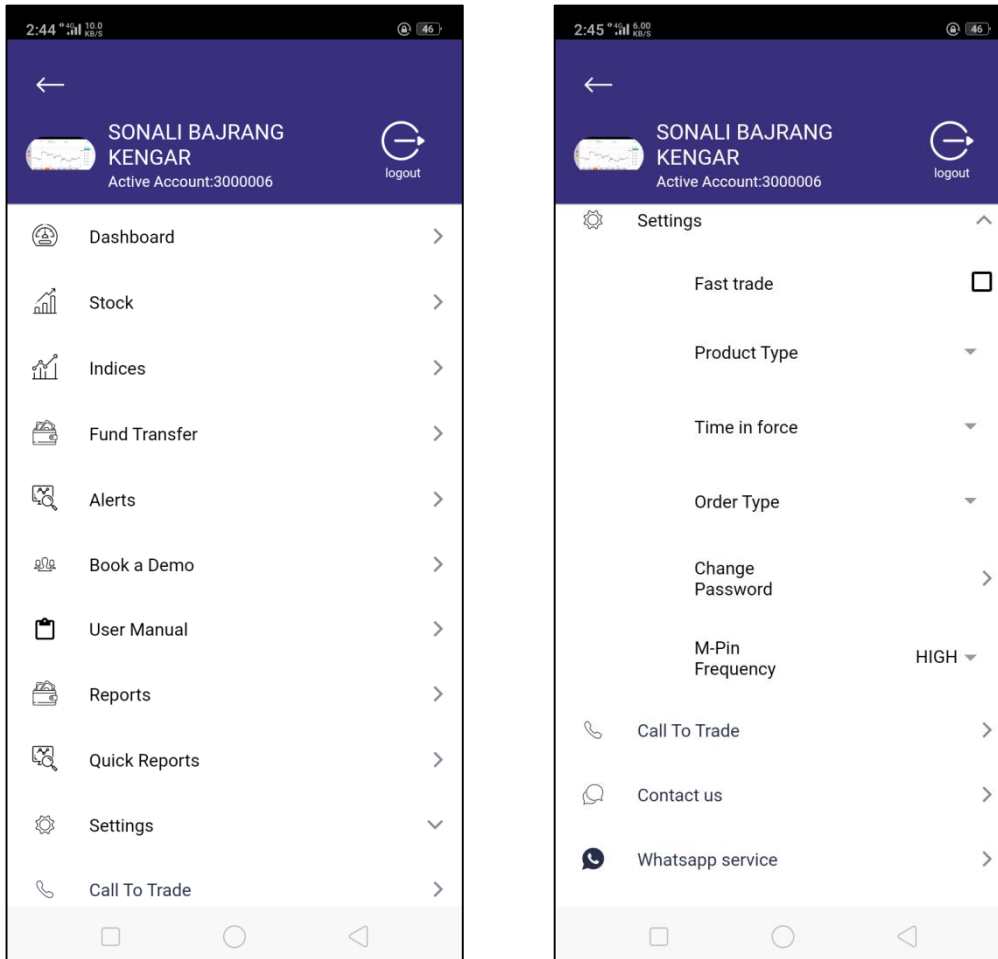 2:44 4G 10.0 KB/S 46
SONALI BAJRANG
KENGAR
Active Account:3000006
logout
Dashboard
Stock
Indices
Fund Transfer
Alerts
Book a Demo
User Manual
Reports
Quick Reports
Settings
Call To Trade
2:45 4G 6.00 KB/S 46
SONALI BAJRANG
KENGAR
Active Account:3000006
logout
Settings
Fast trade
Product Type
Time in force
Order Type
Change
Password
M-Pin
Frequency
HIGH
Call To Trade
Contact us
Whatsapp service